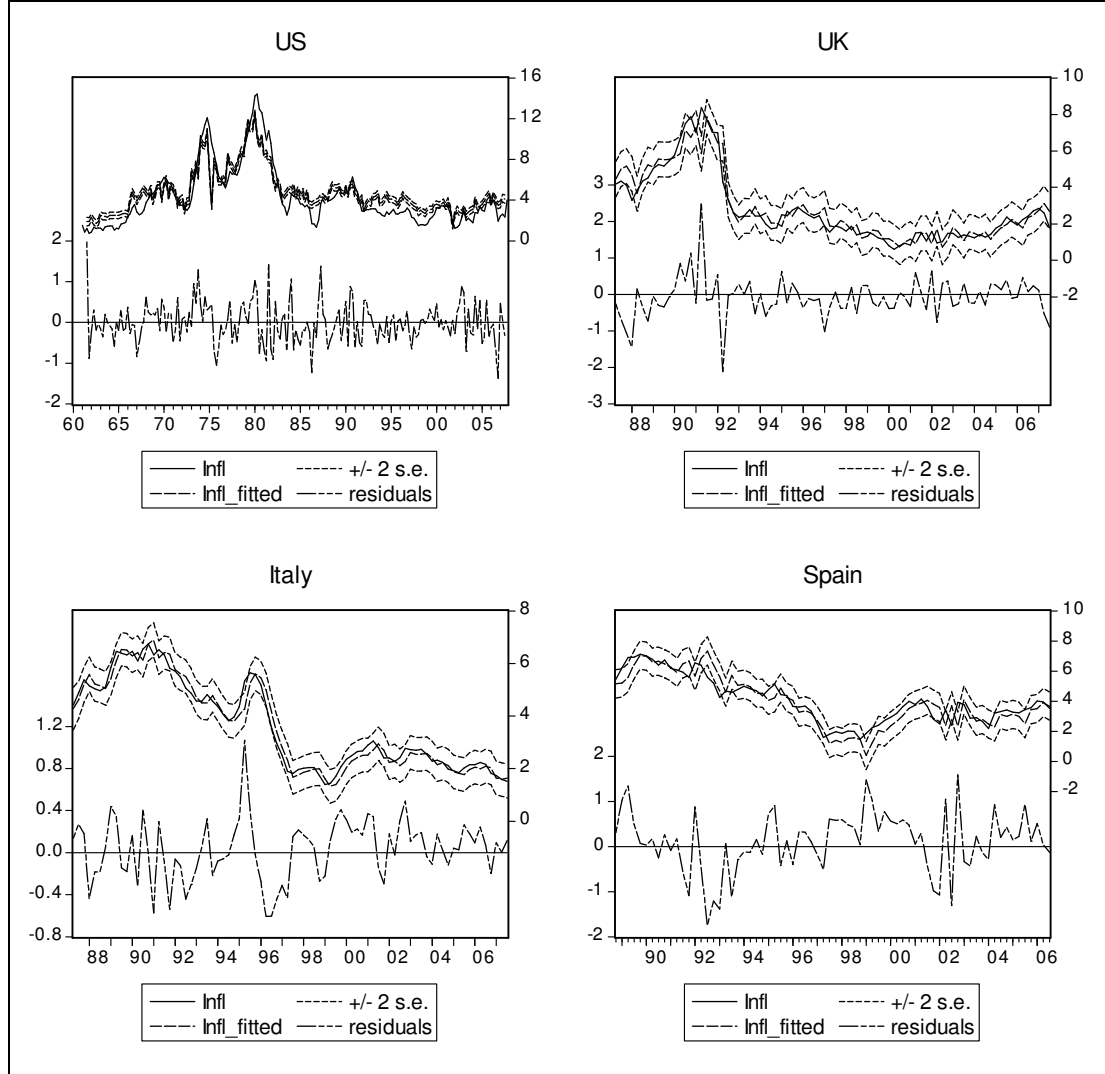 US
16
12
8
4
0
2
1
0
-1
-2
60 65 70 75 80 85 90 95 00 05
Infl +/- 2 s.e.
Infl_fitted residuals
UK
10
8
6
4
2
0
-2
3
2
1
0
-1
-2
-3
88 90 92 94 96 98 00 02 04 06
Infl +/- 2 s.e.
Infl_fitted residuals
Italy
8
6
4
2
0
1.2
0.8
0.4
0.0
-0.4
-0.8
88 90 92 94 96 98 00 02 04 06
Infl +/- 2 s.e.
Infl_fitted residuals
Spain
10
8
6
4
2
0
-2
2
1
0
-1
-2
90 92 94 96 98 00 02 04 06
Infl +/- 2 s.e.
Infl_fitted residuals